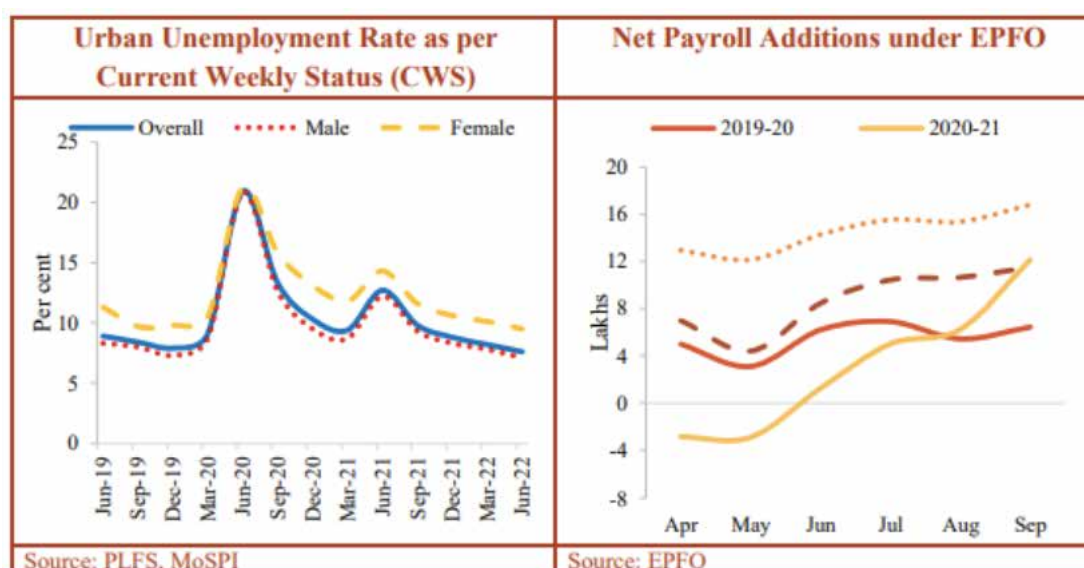 Urban Unemployment Rate as per
Current Weekly Status (CWS)
Overall Male Female
25
20
15
10
5
0
Per cent
Jun-19
Sep-19
Dec-19
Mar-20
Jun-20
Sep-20
Dec-20
Mar-21
Jun-21
Sep-21
Dec-21
Mar-22
Jun-22
Source: PLFS, MoSPI
Net Payroll Additions under EPFO
2019-20 2020-21
20
16
12
8
4
0
-4
-8
Lakhs
Apr May Jun Jul Aug Sep
Source: EPFO